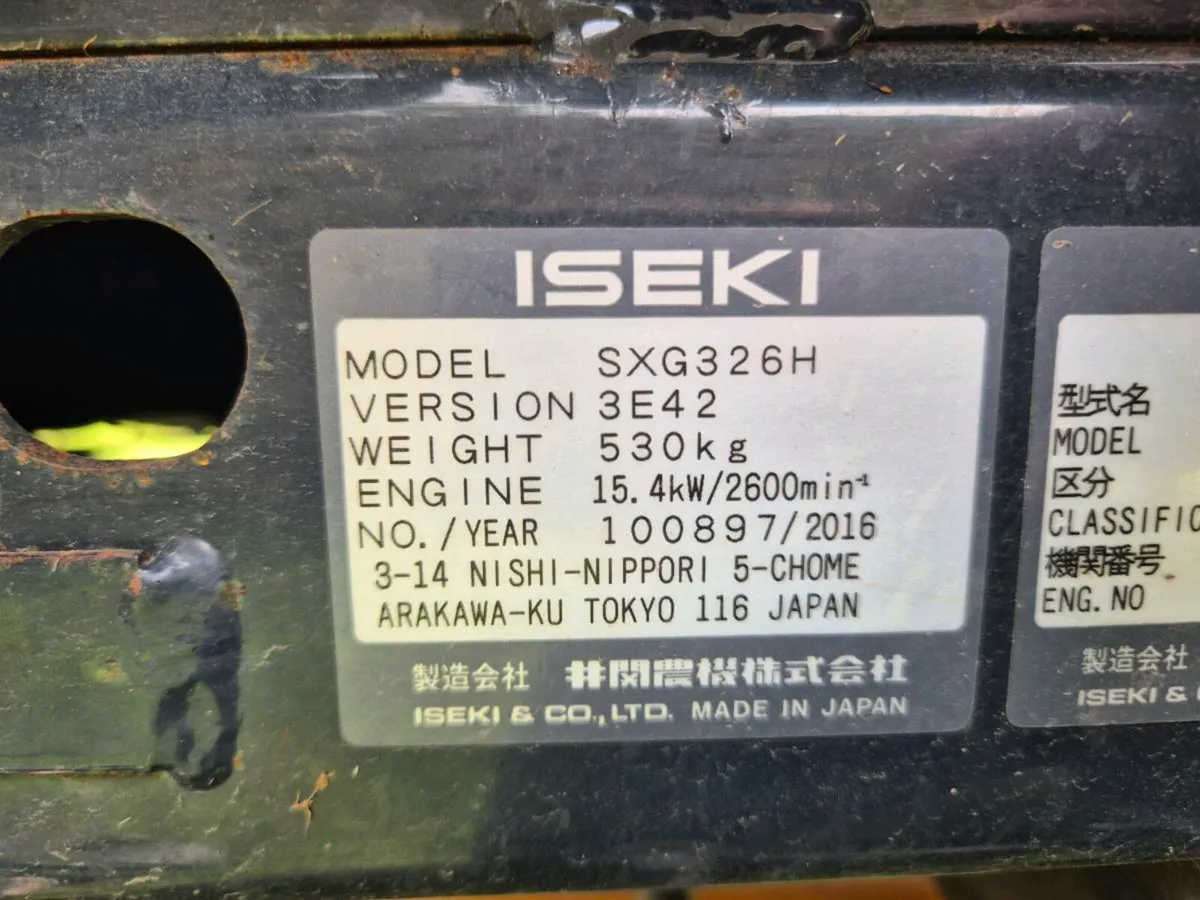 ISEKI
MODEL SXG326H
VERSION 3E42
WEIGHT 530kg
ENGINE 15.4kW/2600min⁻¹
NO./YEAR 100897/2016
3-14 NISHI-NIPPORI 5-CHOME
ARAKAWA-KU TOKYO 116 JAPAN
製造会社 井関農機株式会社
ISEKI & CO.,LTD. MADE IN JAPAN
型式名
MODEL
区分
CLASSIFIC
機関番号
ENG. NO
製造会社
ISEKI &